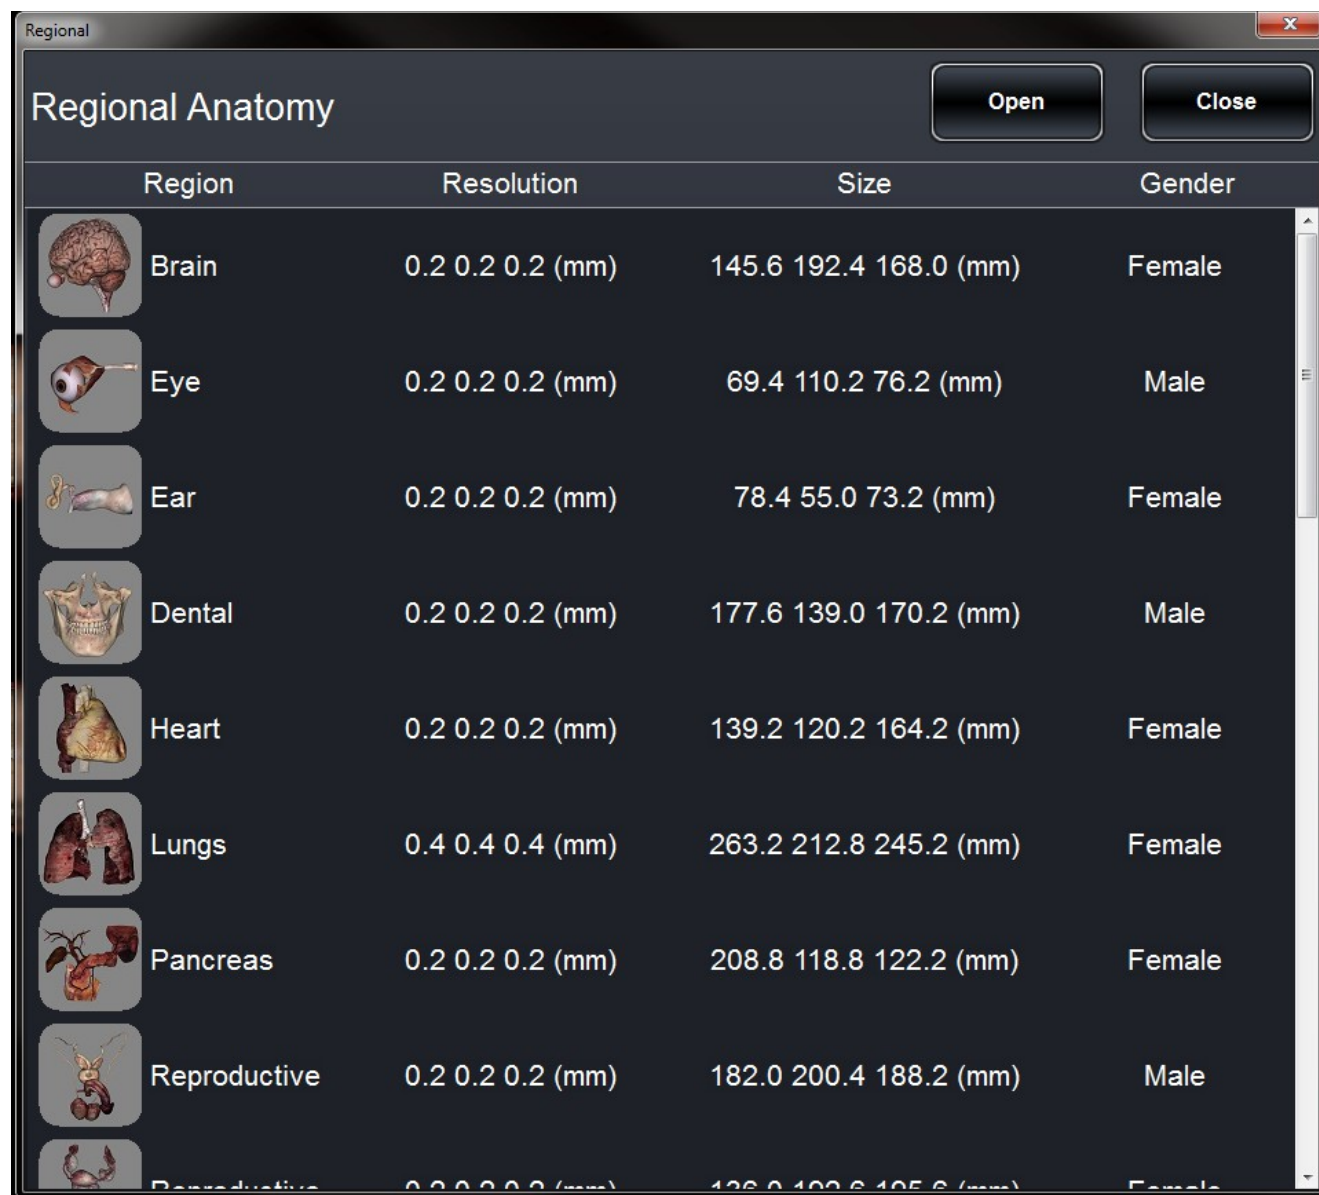 Regional
Regional Anatomy Open Close
Region Resolution Size Gender
Brain 0.2 0.2 0.2 (mm) 145.6 192.4 168.0 (mm) Female
Eye 0.2 0.2 0.2 (mm) 69.4 110.2 76.2 (mm) Male
Ear 0.2 0.2 0.2 (mm) 78.4 55.0 73.2 (mm) Female
Dental 0.2 0.2 0.2 (mm) 177.6 139.0 170.2 (mm) Male
Heart 0.2 0.2 0.2 (mm) 139.2 120.2 164.2 (mm) Female
Lungs 0.4 0.4 0.4 (mm) 263.2 212.8 245.2 (mm) Female
Pancreas 0.2 0.2 0.2 (mm) 208.8 118.8 122.2 (mm) Female
Reproductive 0.2 0.2 0.2 (mm) 182.0 200.4 188.2 (mm) Male
Reproductive (mm) (mm) Female